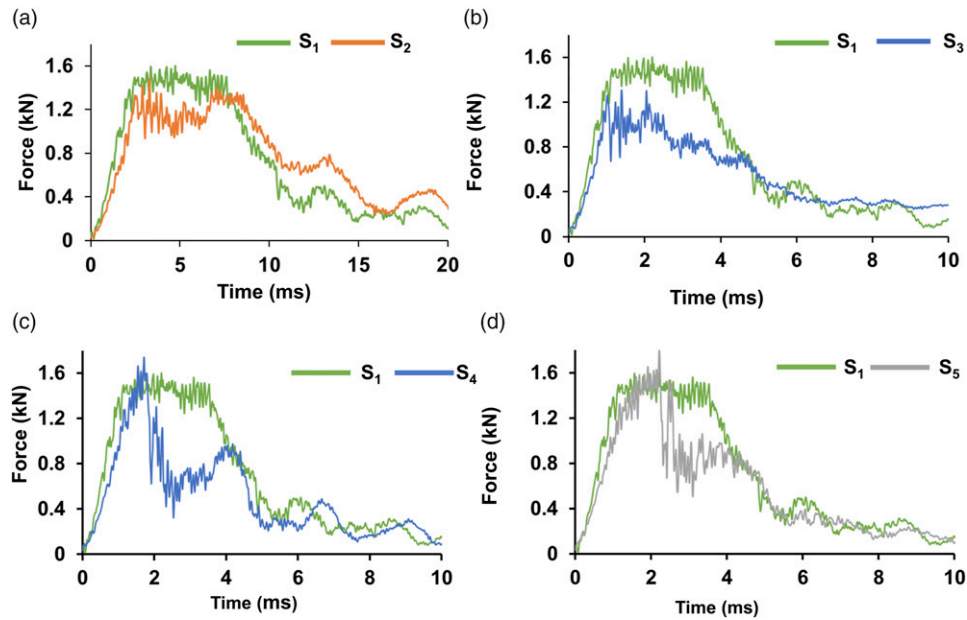 (a)
S1 S2
Force (kN)
1.6
1.2
0.8
0.4
0
0 5 10 15 20
Time (ms)
(b)
S1 S3
Force (kN)
1.6
1.2
0.8
0.4
0
0 2 4 6 8 10
Time (ms)
(c)
S1 S4
Force (kN)
1.6
1.2
0.8
0.4
0
0 2 4 6 8 10
Time (ms)
(d)
S1 S5
Force (kN)
1.6
1.2
0.8
0.4
0
0 2 4 6 8 10
Time (ms)